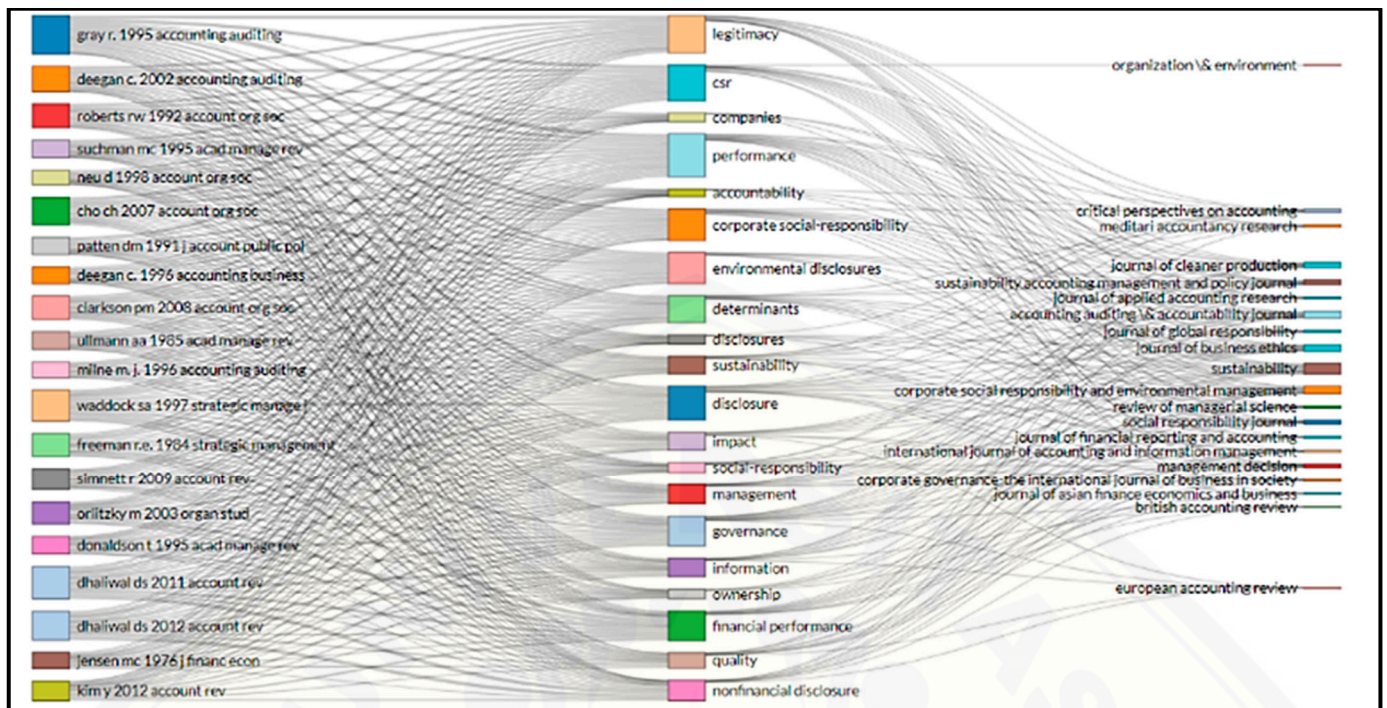 gray r. 1995 accounting auditing
deegan c. 2002 accounting auditing
roberts rw 1992 account org soc
suchman mc 1995 acad manage rev
neu d 1998 account org soc
cho ch 2007 account org soc
patten dm 1991 j account public pol
deegan c. 1996 accounting business
clarkson pm 2008 account org soc
ullmann aa 1985 acad manage rev
milne m. j. 1996 accounting auditing
waddock sa 1997 strategic manage j
freeman r.e. 1984 strategic management
simnett r 2009 account rev
orlitzky m 2003 organ stud
donaldson t 1995 acad manage rev
dhaliwal ds 2011 account rev
dhaliwal ds 2012 account rev
jensen mc 1976 j financ econ
kim y 2012 account rev
legitimacy
csr
companies
performance
accountability
corporate social-responsibility
environmental disclosures
determinants
disclosures
sustainability
disclosure
impact
social-responsibility
management
governance
information
ownership
financial performance
quality
nonfinancial disclosure
organization \& environment
critical perspectives on accounting
meditari accountancy research
journal of cleaner production
sustainability accounting management and policy journal
journal of applied accounting research
accounting auditing \& accountability journal
journal of global responsibility
journal of business ethics
sustainability
corporate social responsibility and environmental management
review of managerial science
social responsibility journal
journal of financial reporting and accounting
international journal of accounting and information management
management decision
corporate governance-the international journal of business in society
journal of asian finance economics and business
british accounting review
european accounting review